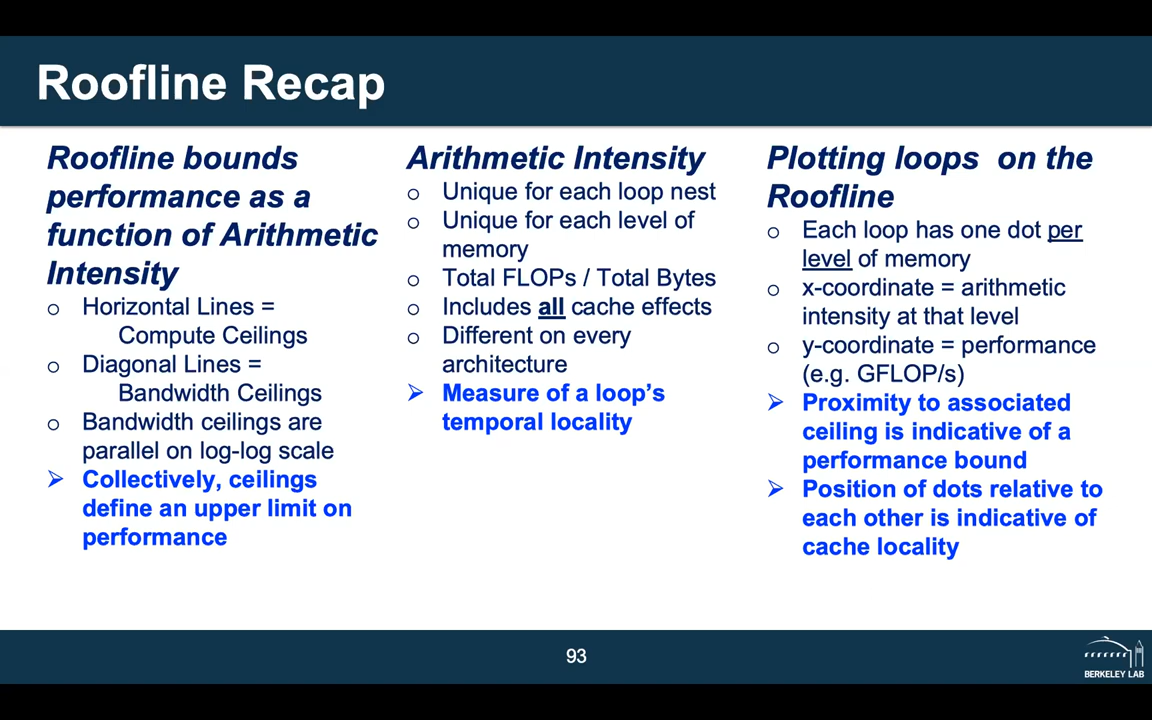 Roofline Recap
Roofline bounds
performance as a
function of Arithmetic
Intensity
o Horizontal Lines =
Compute Ceilings
o Diagonal Lines =
Bandwidth Ceilings
o Bandwidth ceilings are
parallel on log-log scale
➢ Collectively, ceilings
define an upper limit on
performance
Arithmetic Intensity
o Unique for each loop nest
o Unique for each level of
memory
o Total FLOPs / Total Bytes
o Includes all cache effects
o Different on every
architecture
➢ Measure of a loop’s
temporal locality
Plotting loops on the
Roofline
o Each loop has one dot per
level of memory
o x-coordinate = arithmetic
intensity at that level
o y-coordinate = performance
(e.g. GFLOP/s)
➢ Proximity to associated
ceiling is indicative of a
performance bound
➢ Position of dots relative to
each other is indicative of
cache locality
93
BERKELEY LAB